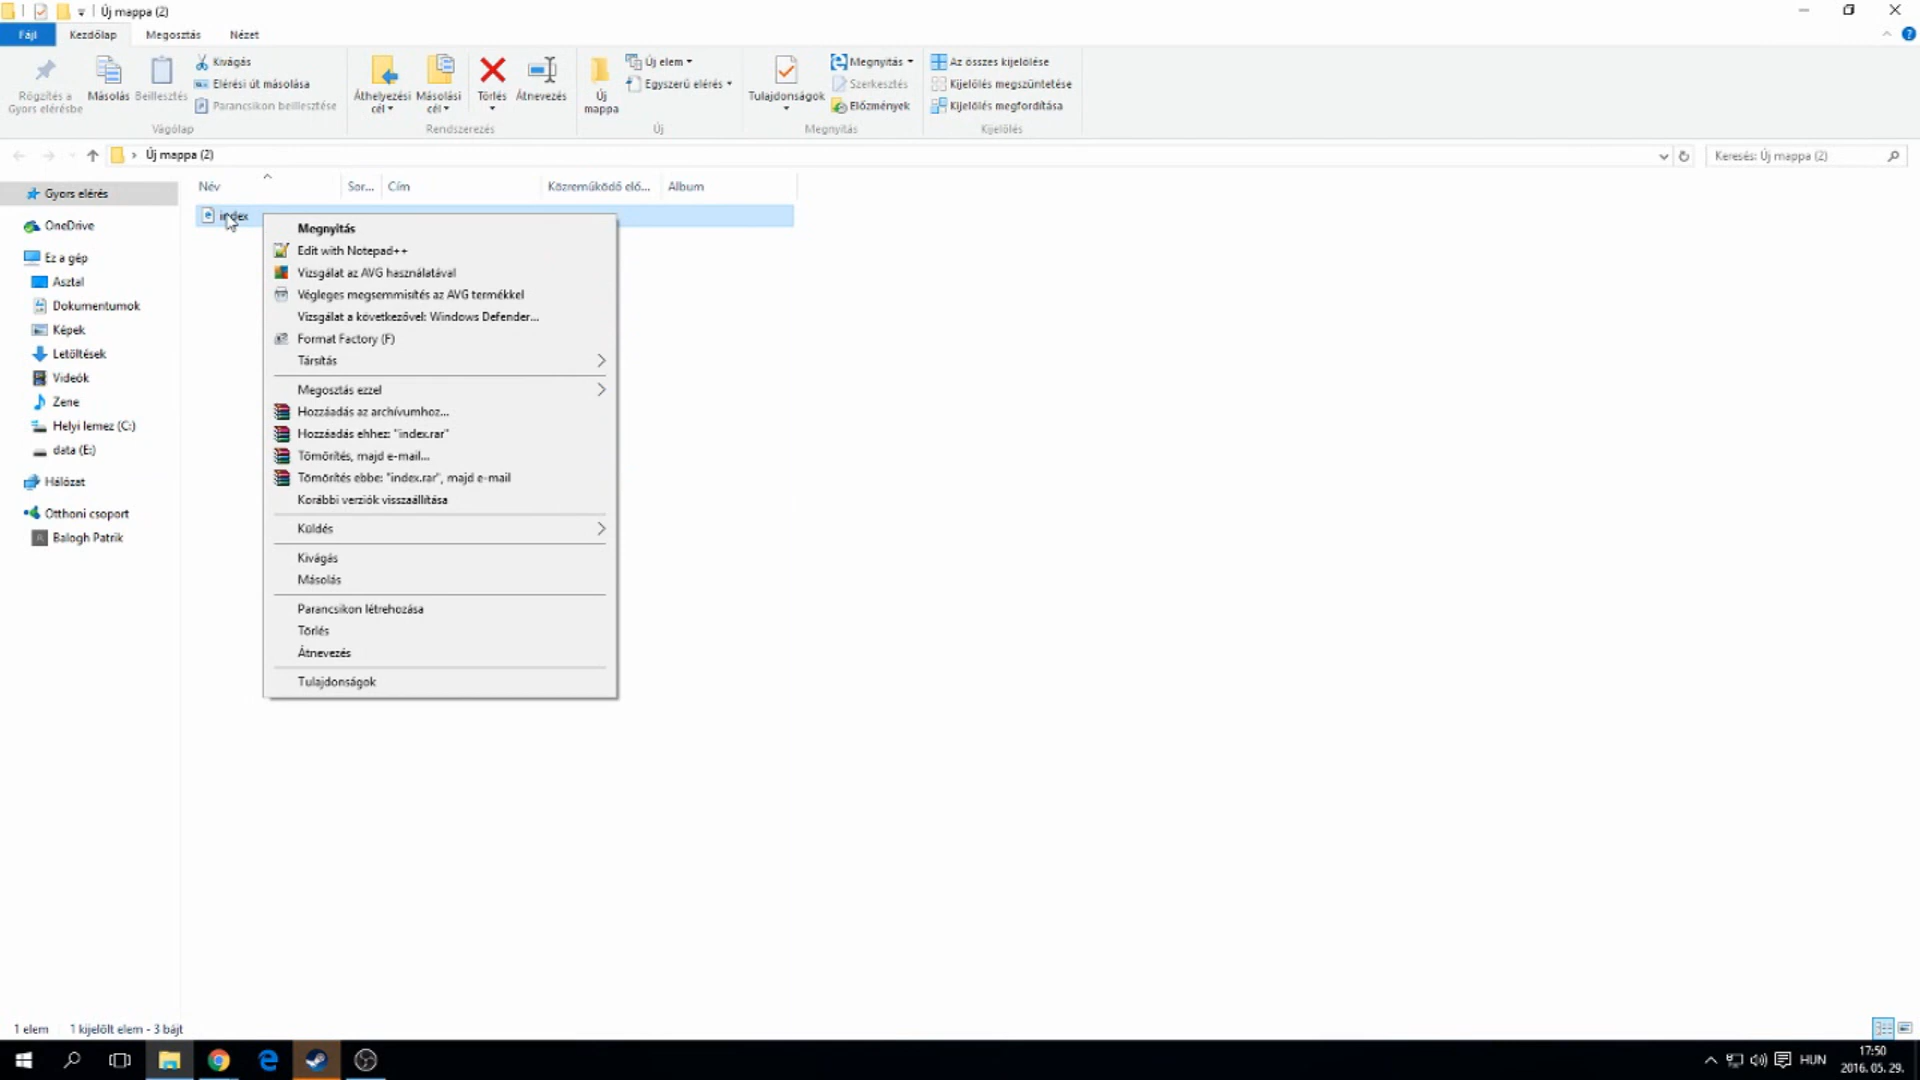 Új mappa (2)
Fájl
Kezdőlap
Megosztás
Nézet
Rögzítés a
Gyors elérésbe
Másolás
Beillesztés
Kivágás
Elérési út másolása
Parancsikon beillesztése
Vágólap
Áthelyezési
cél
Másolási
cél
Törlés
Átnevezés
Rendszerezés
Új
mappa
Új elem
Egyszerű elérés
Új
Tulajdonságok
Megnyitás
Szerkesztés
Előzmények
Megnyitás
Az összes kijelölése
Kijelölés megszüntetése
Kijelölés megfordítása
Kijelölés
Új mappa (2)
Keresés: Új mappa (2)
Név
Sor...
Cím
Közreműködő elő...
Album
index
Gyors elérés
OneDrive
Ez a gép
Asztal
Dokumentumok
Képek
Letöltések
Videók
Zene
Helyi lemez (C:)
data (E:)
Hálózat
Otthoni csoport
Balogh Patrik
Megnyitás
Edit with Notepad++
Vizsgálat az AVG használatával
Végleges megsemmisítés az AVG termékkel
Vizsgálat a következővel: Windows Defender...
Format Factory (F)
Társítás
Megosztás ezzel
Hozzáadás az archívumhoz...
Hozzáadás ehhez: "index.rar"
Tömörítés, majd e-mail...
Tömörítés ebbe: "index.rar", majd e-mail
Korábbi verziók visszaállítása
Küldés
Kivágás
Másolás
Parancsikon létrehozása
Törlés
Átnevezés
Tulajdonságok
1 elem
1 kijelölt elem - 3 bájt
HUN
17:50
2016. 05. 29.